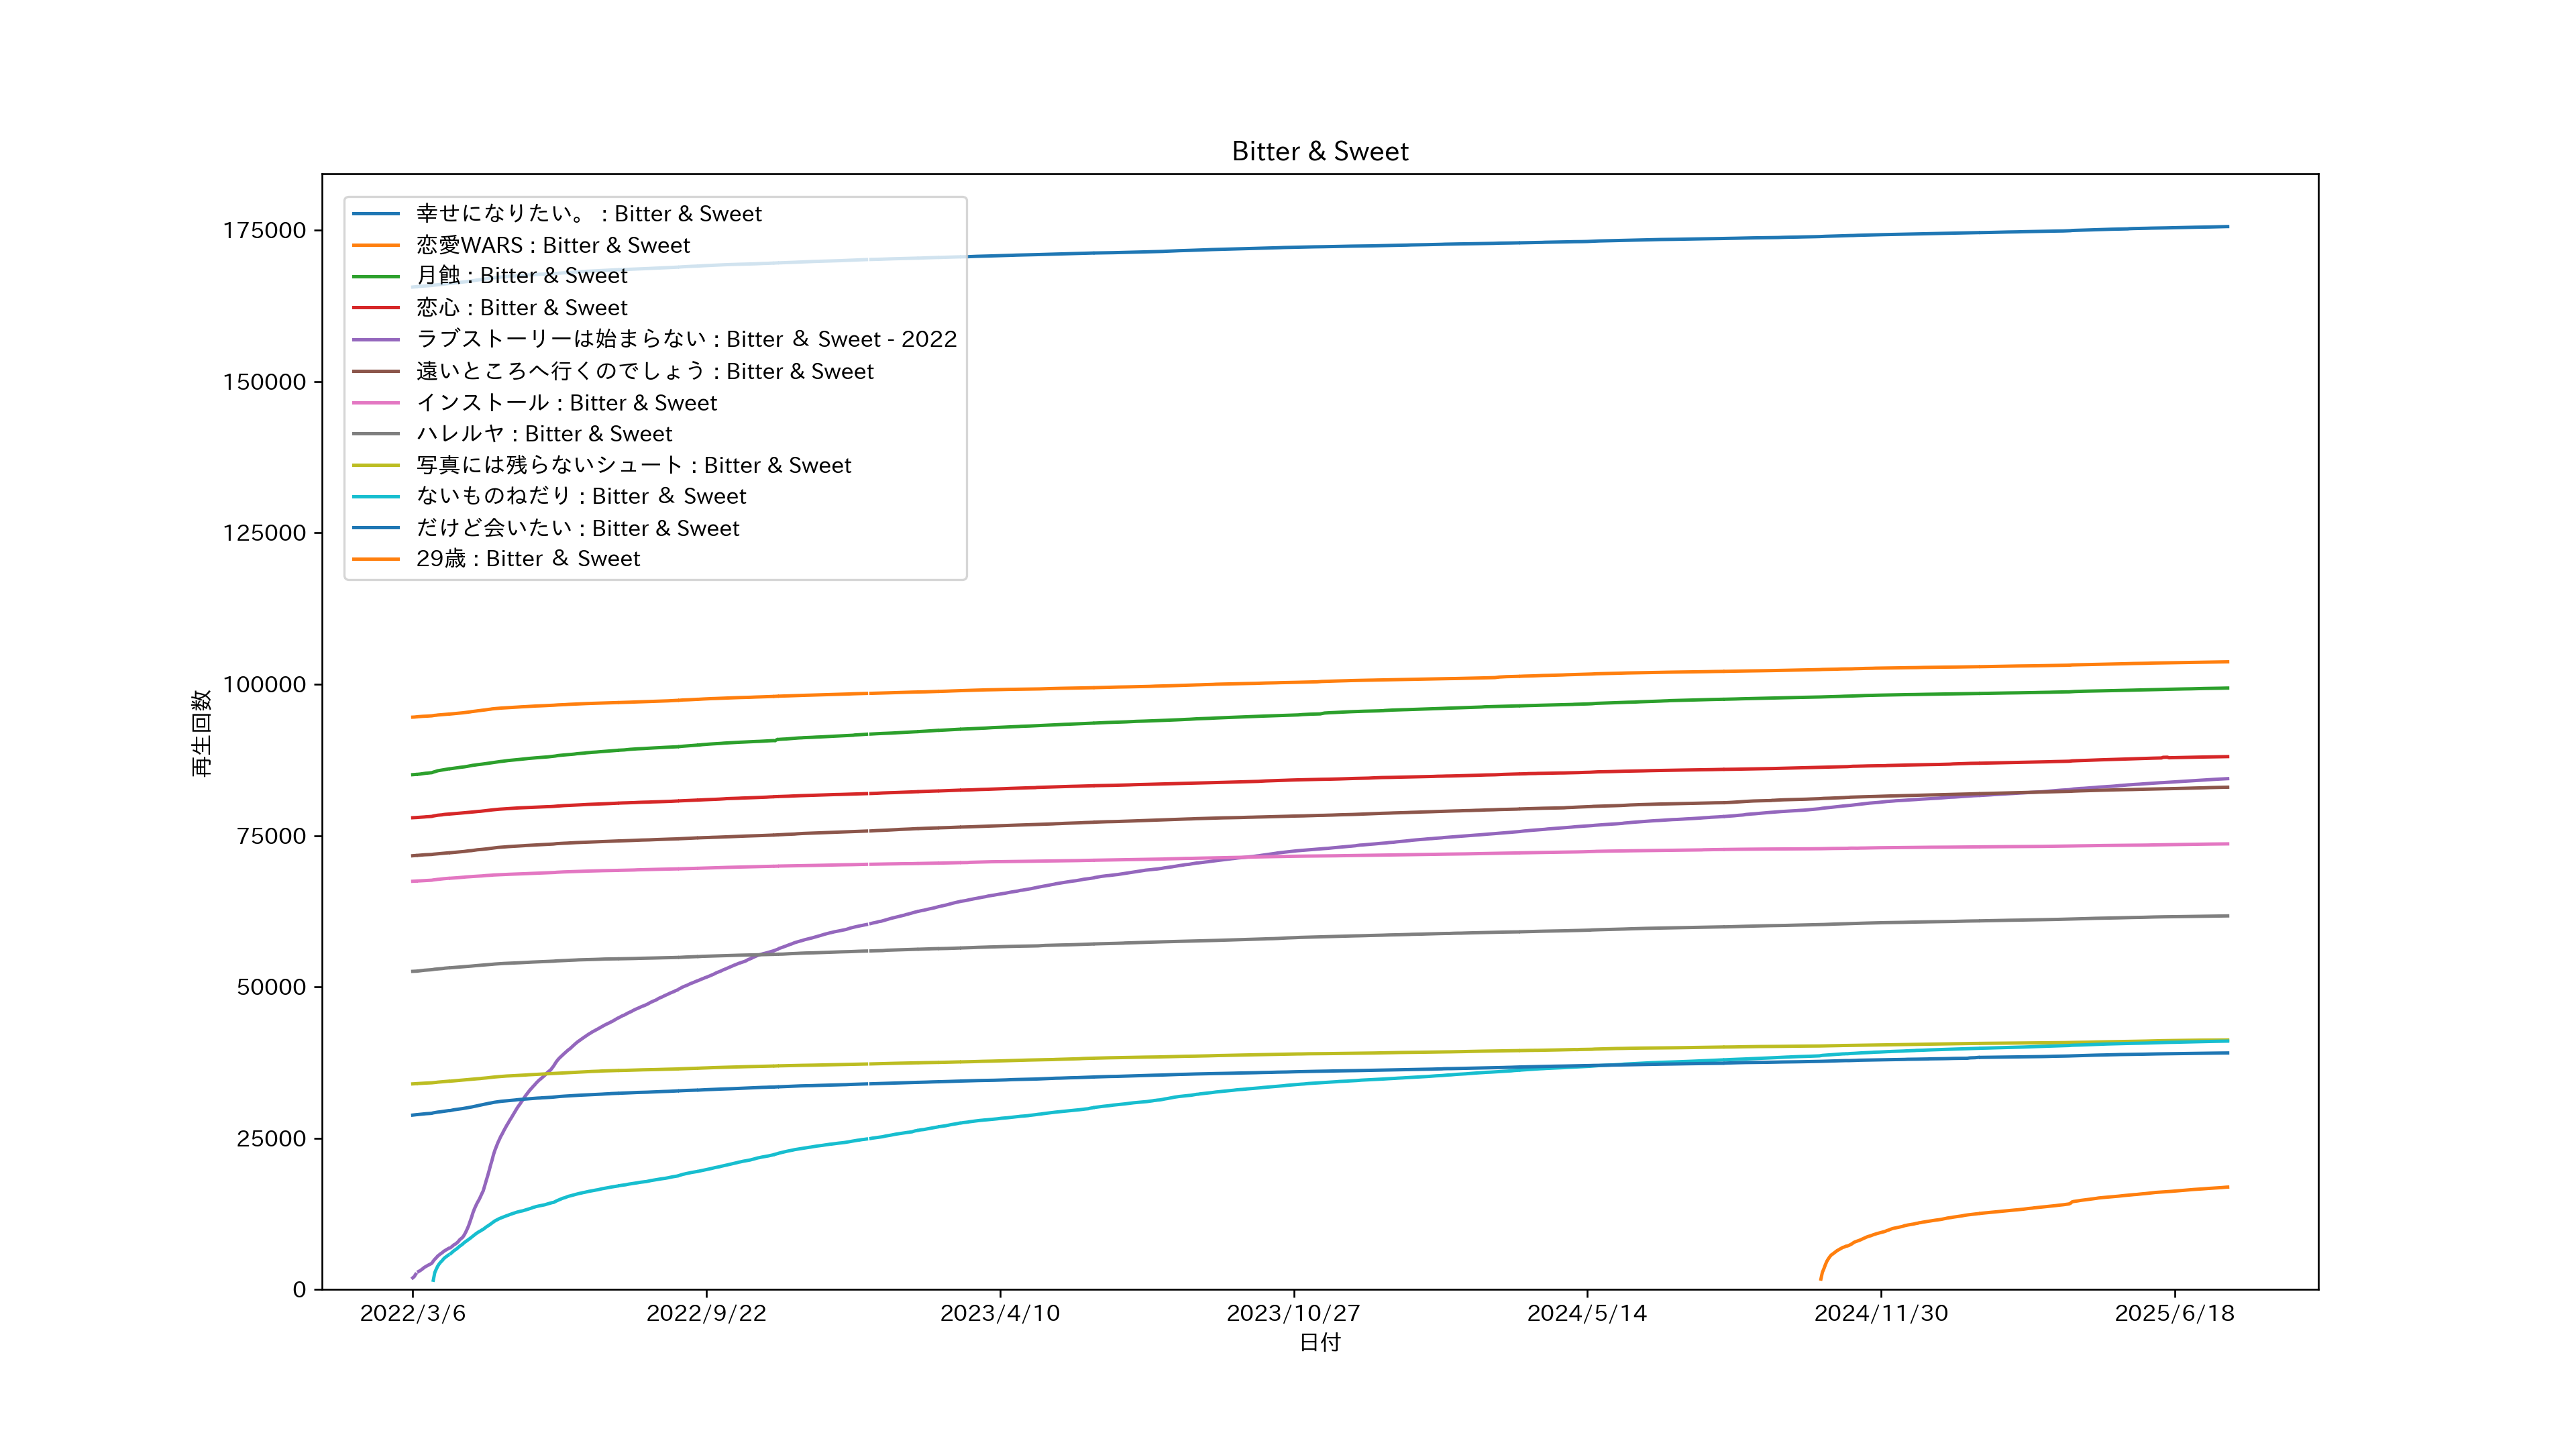 Bitter & Sweet
175000
150000
125000
100000
75000
50000
25000
0
再生回数
幸せになりたい。 : Bitter & Sweet
恋愛WARS : Bitter & Sweet
月蝕 : Bitter & Sweet
恋心 : Bitter & Sweet
ラブストーリーは始まらない : Bitter ＆ Sweet - 2022
遠いところへ行くのでしょう : Bitter & Sweet
インストール : Bitter & Sweet
ハレルヤ : Bitter & Sweet
写真には残らないシュート : Bitter & Sweet
ないものねだり : Bitter ＆ Sweet
だけど会いたい : Bitter & Sweet
29歳 : Bitter ＆ Sweet
2022/3/6 2022/9/22 2023/4/10 2023/10/27 2024/5/14 2024/11/30 2025/6/18
日付